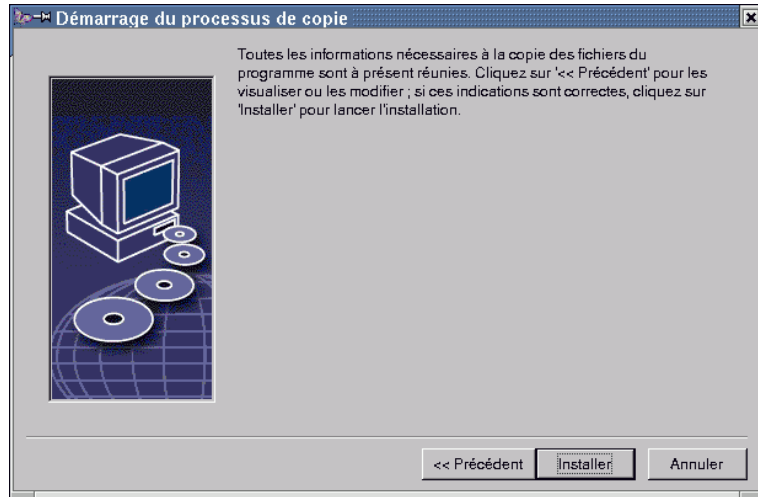 Démarrage du processus de copie
Toutes les informations nécessaires à la copie des fichiers du
programme sont à présent réunies. Cliquez sur '<< Précédent' pour les
visualiser ou les modifier ; si ces indications sont correctes, cliquez sur
'Installer' pour lancer l'installation.
<< Précédent Installer Annuler